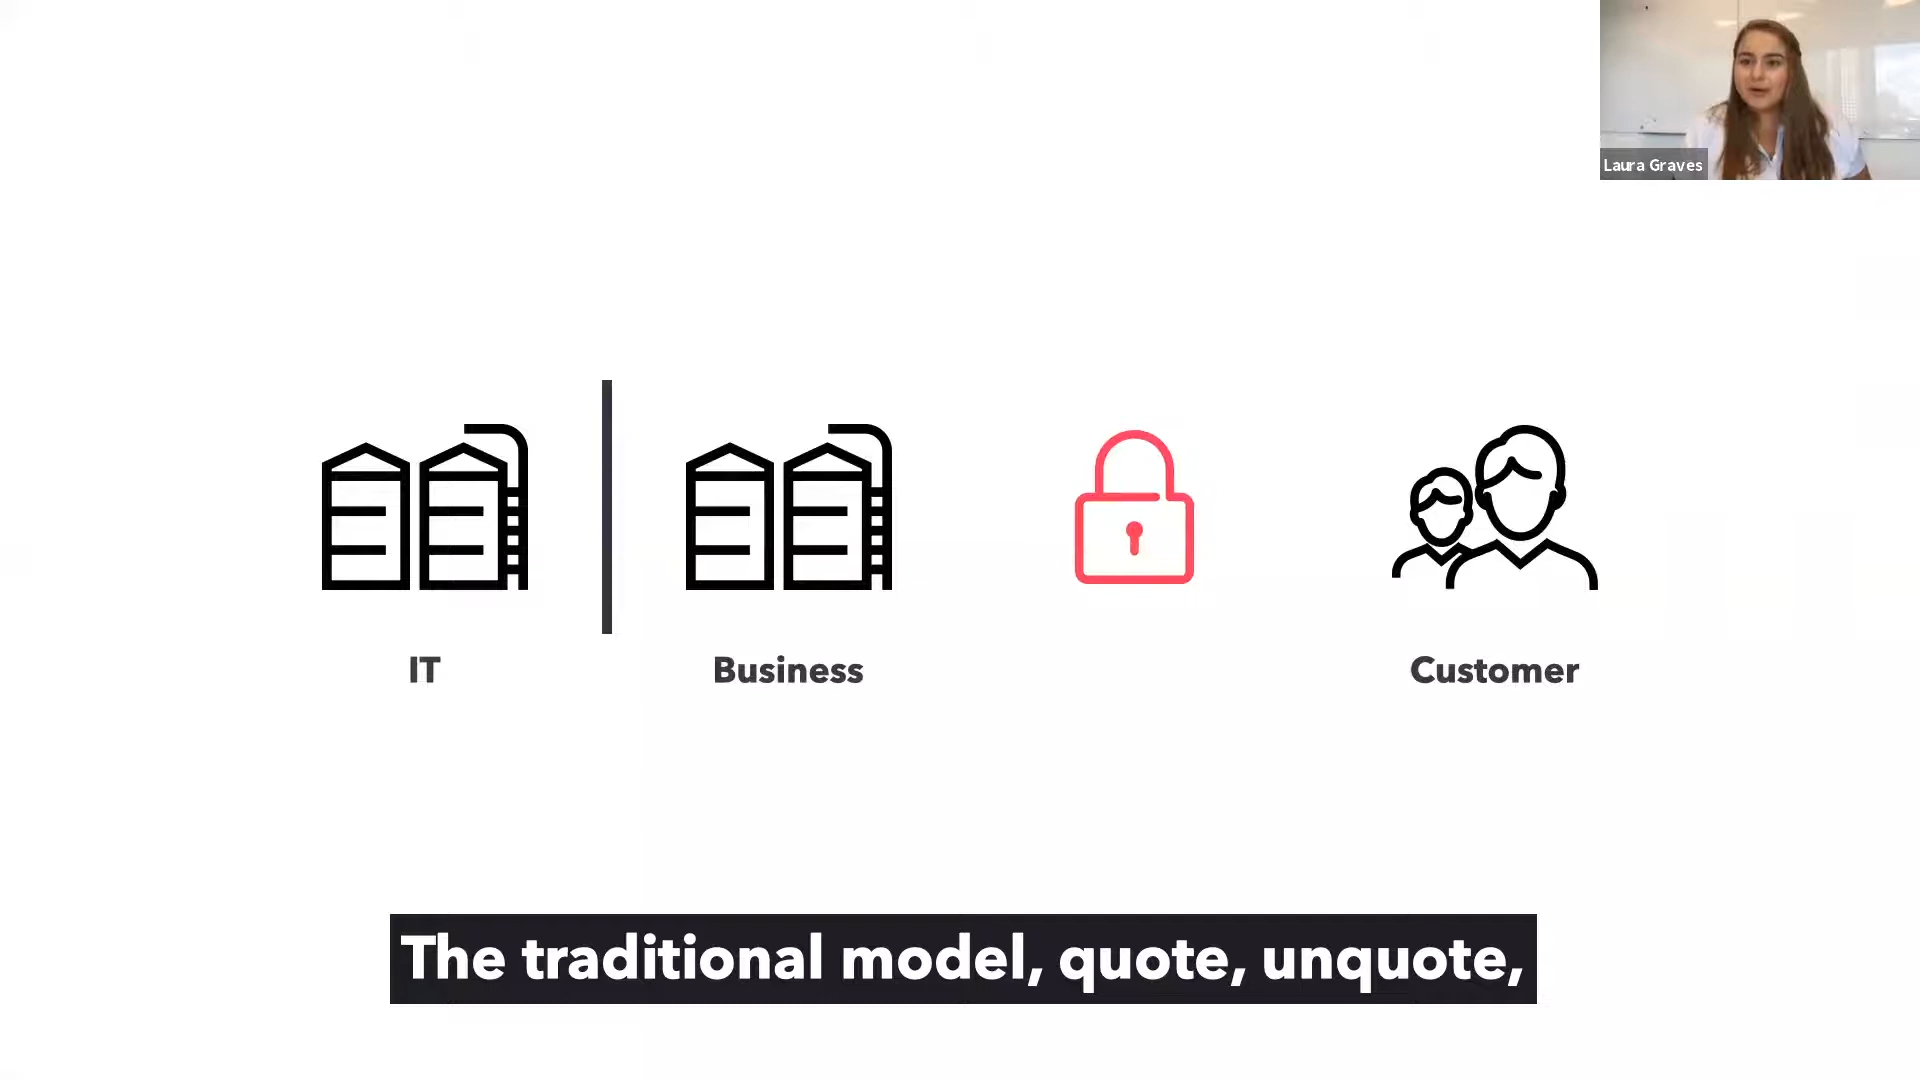 Laura Graves
IT
Business
Customer
The traditional model, quote, unquote,